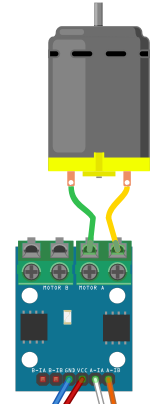 MOTOR B MOTOR A
B-IA B-IB GND VCC A-IA A-IB